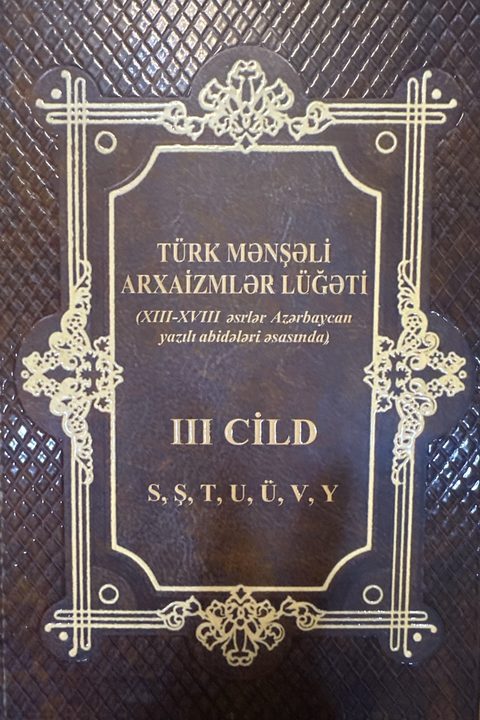 TÜRK MƏNŞƏLİ
ARXAİZMLƏR LÜĞƏTİ
(XIII-XVIII əsrlər Azərbaycan
yazılı abidələri əsasında)
III CİLD
S, Ş, T, U, Ü, V, Y